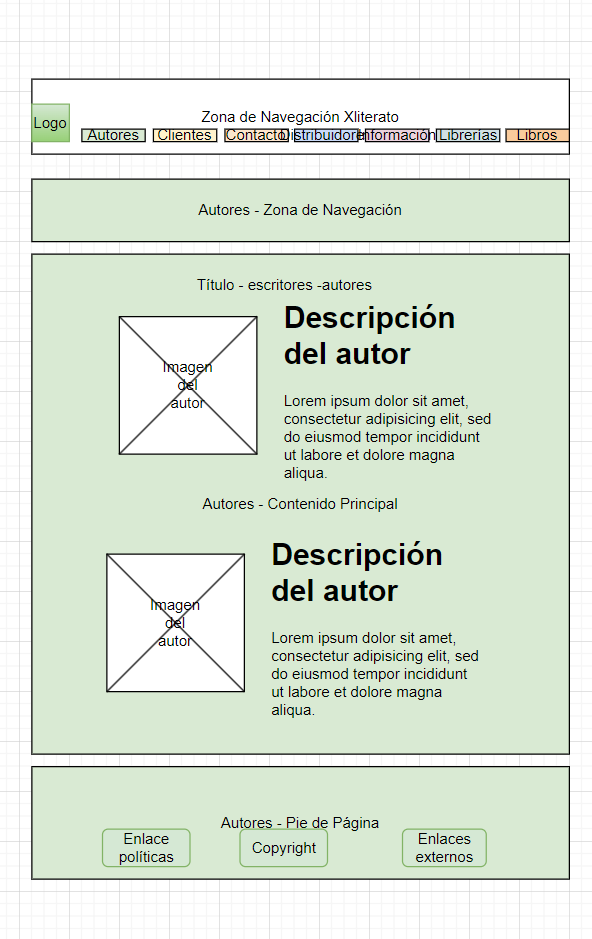 Zona de Navegación Xliterato
Logo
Autores Clientes Contacto Distribuidores Información Librerías Libros
Autores - Zona de Navegación
Título - escritores -autores
Descripción
del autor
Imagen
del
autor
Lorem ipsum dolor sit amet,
consectetur adipisicing elit, sed
do eiusmod tempor incididunt
ut labore et dolore magna
aliqua.
Autores - Contenido Principal
Descripción
del autor
Imagen
del
autor
Lorem ipsum dolor sit amet,
consectetur adipisicing elit, sed
do eiusmod tempor incididunt
ut labore et dolore magna
aliqua.
Autores - Pie de Página
Enlace
políticas
Copyright
Enlaces
externos